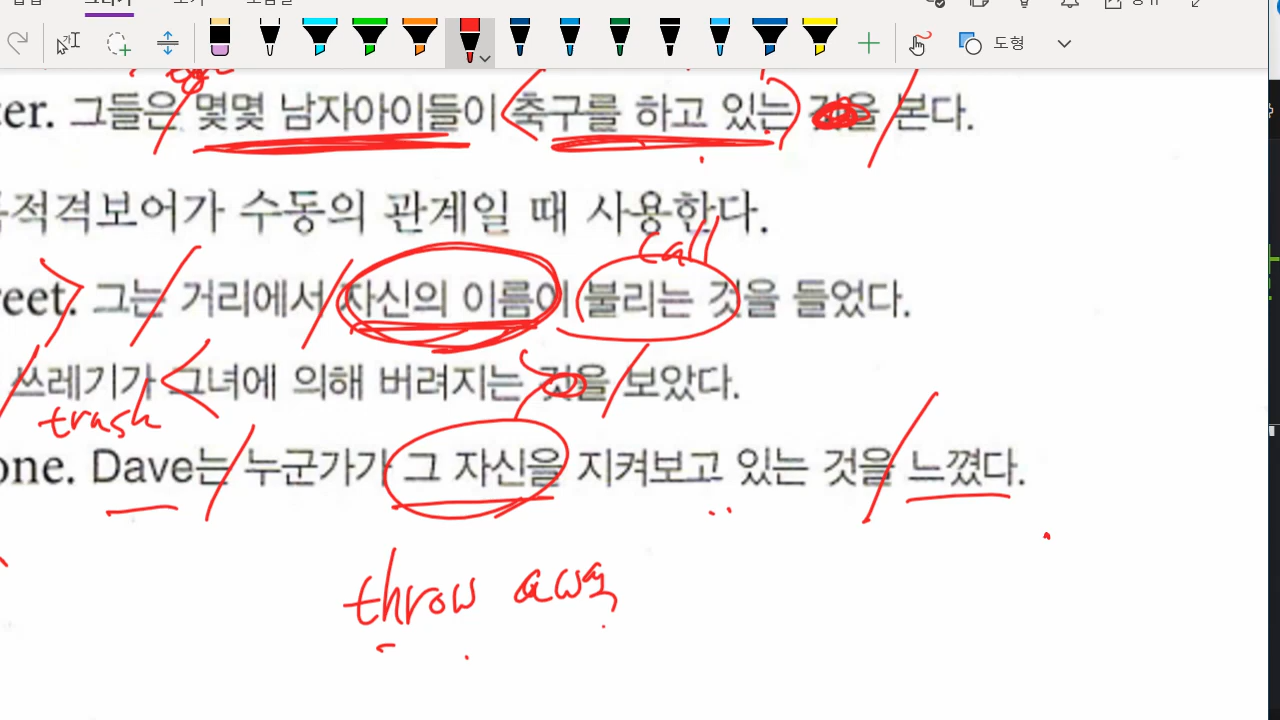 도형
cer. 그들은 몇몇 남자아이들이 축구를 하고 있는 것을 본다.
목적격보어가 수동의 관계일 때 사용한다.
call
reet. 그는 거리에서 자신의 이름이 불리는 것을 들었다.
쓰레기가 그녀에 의해 버려지는 것을 보았다.
trash
one. Dave는 누군가가 그 자신을 지켜보고 있는 것을 느꼈다.
throw away